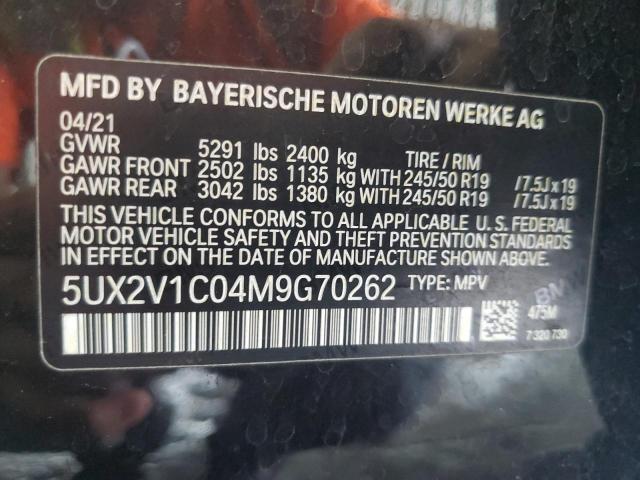 MFD BY BAYERISCHE MOTOREN WERKE AG
04/21
GVWR 5291 lbs 2400 kg TIRE / RIM
GAWR FRONT 2502 lbs 1135 kg WITH 245/50 R19 / 7.5J x 19
GAWR REAR 3042 lbs 1380 kg WITH 245/50 R19 / 7.5J x 19
THIS VEHICLE CONFORMS TO ALL APPLICABLE U. S. FEDERAL
MOTOR VEHICLE SAFETY AND THEFT PREVENTION STANDARDS
IN EFFECT ON THE DATE OF MANUFACTURE SHOWN ABOVE.
5UX2V1C04M9G70262 TYPE: MPV
475M
7 320 730